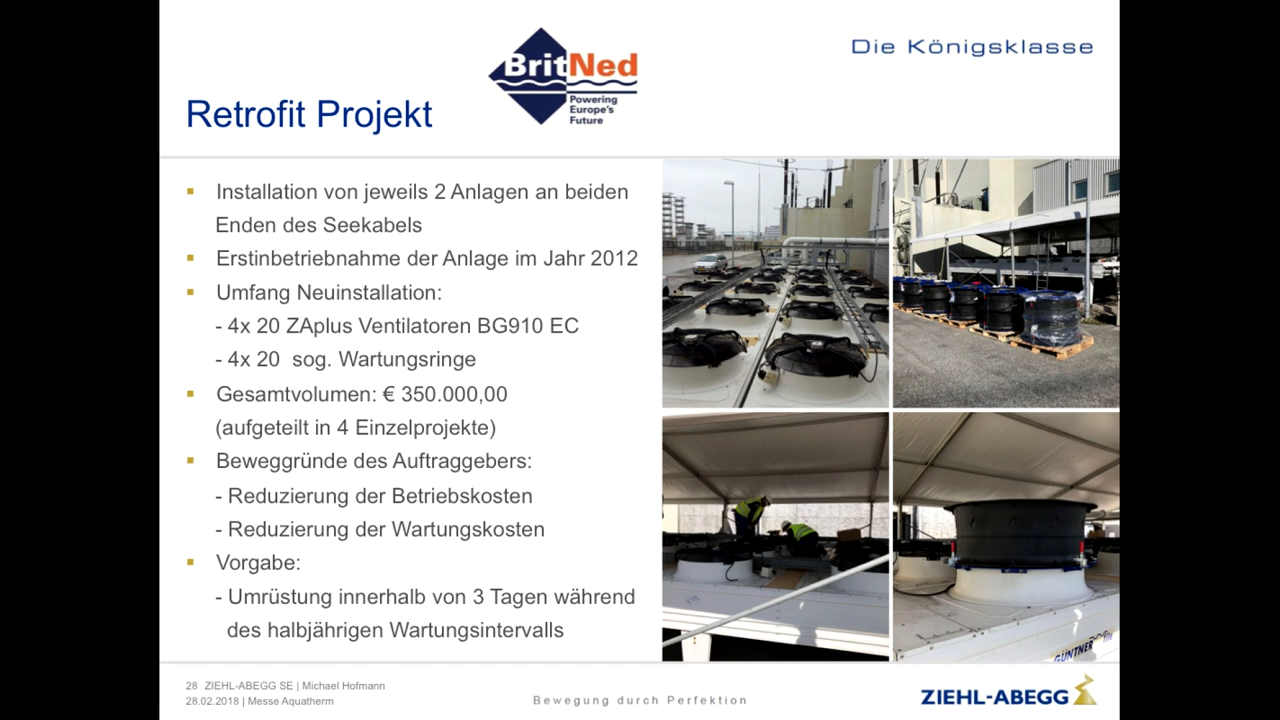 BritNed
Powering
Europe's
Future
Die Königsklasse
Retrofit Projekt
▪ Installation von jeweils 2 Anlagen an beiden
Enden des Seekabels
▪ Erstinbetriebnahme der Anlage im Jahr 2012
▪ Umfang Neuinstallation:
- 4x 20 ZAplus Ventilatoren BG910 EC
- 4x 20 sog. Wartungsringe
▪ Gesamtvolumen: € 350.000,00
(aufgeteilt in 4 Einzelprojekte)
▪ Beweggründe des Auftraggebers:
- Reduzierung der Betriebskosten
- Reduzierung der Wartungskosten
▪ Vorgabe:
- Umrüstung innerhalb von 3 Tagen während
des halbjährigen Wartungsintervalls
GÜNTNER
28 ZIEHL-ABEGG SE | Michael Hofmann
28.02.2018 | Messe Aquatherm
Bewegung durch Perfektion
ZIEHL-ABEGG